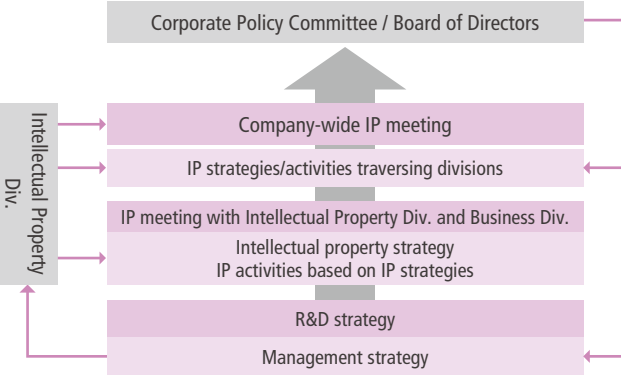 Corporate Policy Committee / Board of Directors
Intellectual Property
Div.
Company-wide IP meeting
IP strategies/activities traversing divisions
IP meeting with Intellectual Property Div. and Business Div.
Intellectual property strategy
IP activities based on IP strategies
R&D strategy
Management strategy